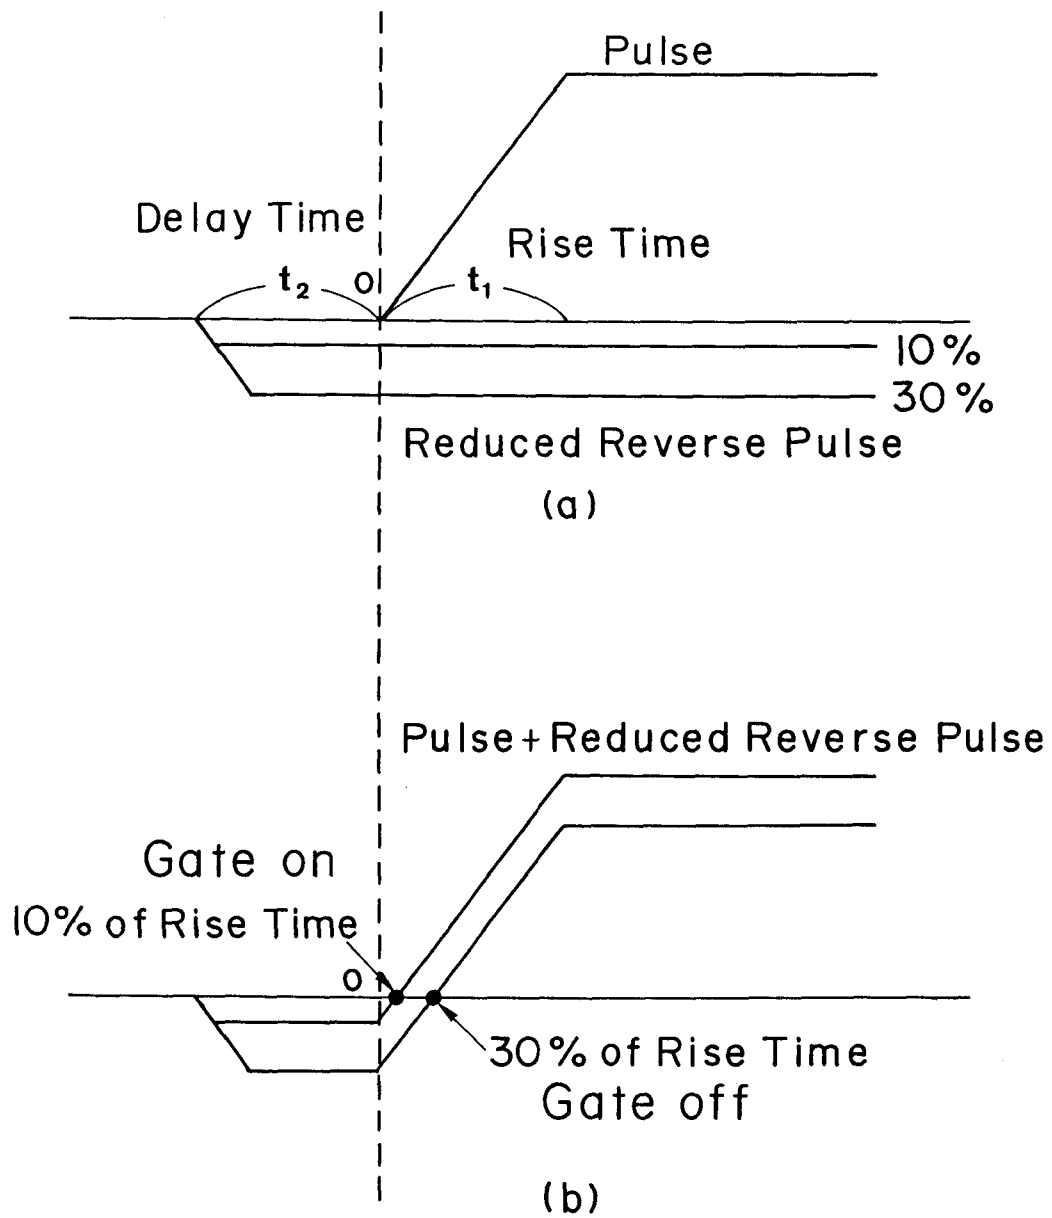 Pulse
Delay Time
Rise Time
t₂
0
t₁
10%
30%
Reduced Reverse Pulse
(a)
Pulse+Reduced Reverse Pulse
Gate on
10% of Rise Time
0
30% of Rise Time
Gate off
(b)